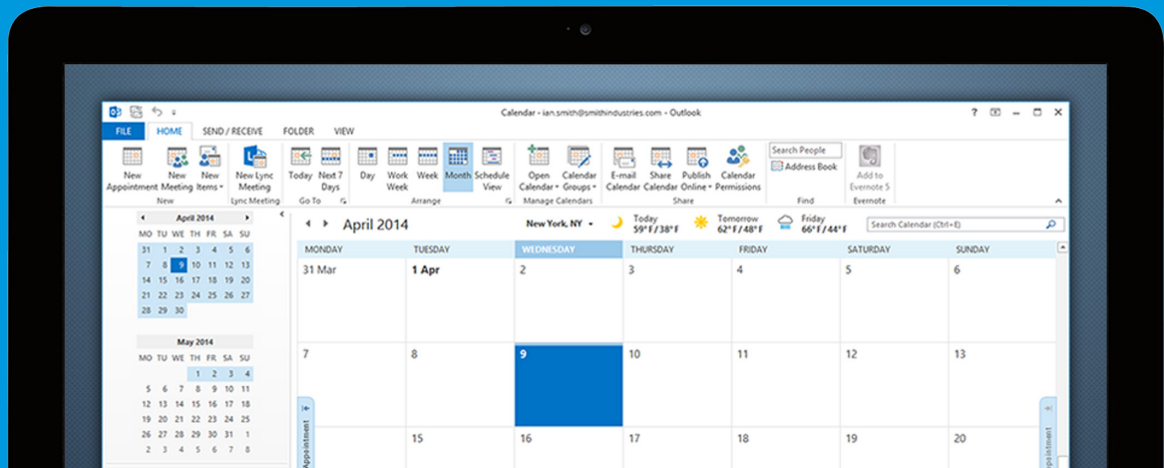 Calendar - ian.smith@smithindustries.com - Outlook
FILE HOME SEND / RECEIVE FOLDER VIEW
New Appointment
New Meeting
New Items
New
New Lync Meeting
Lync Meeting
Today
Next 7 Days
Go To
Day
Work Week
Week
Month
Schedule View
Arrange
Open Calendar
Calendar Groups
Manage Calendars
E-mail Calendar
Share Calendar
Publish Online
Calendar Permissions
Share
Search People
Address Book
Find
Add to Evernote 5
Evernote
April 2014
MO TU WE TH FR SA SU
31 1 2 3 4 5 6
7 8 9 10 11 12 13
14 15 16 17 18 19 20
21 22 23 24 25 26 27
28 29 30
May 2014
MO TU WE TH FR SA SU
1 2 3 4
5 6 7 8 9 10 11
12 13 14 15 16 17 18
19 20 21 22 23 24 25
26 27 28 29 30 31 1
2 3 4 5 6 7 8
April 2014
New York, NY
Today
59°F/38°F
Tomorrow
62°F/48°F
Friday
66°F/44°F
Search Calendar (Ctrl+E)
MONDAY TUESDAY WEDNESDAY THURSDAY FRIDAY SATURDAY SUNDAY
31 Mar 1 Apr 2 3 4 5 6
7 8 9 10 11 12 13
15 16 17 18 19 20
Appointment